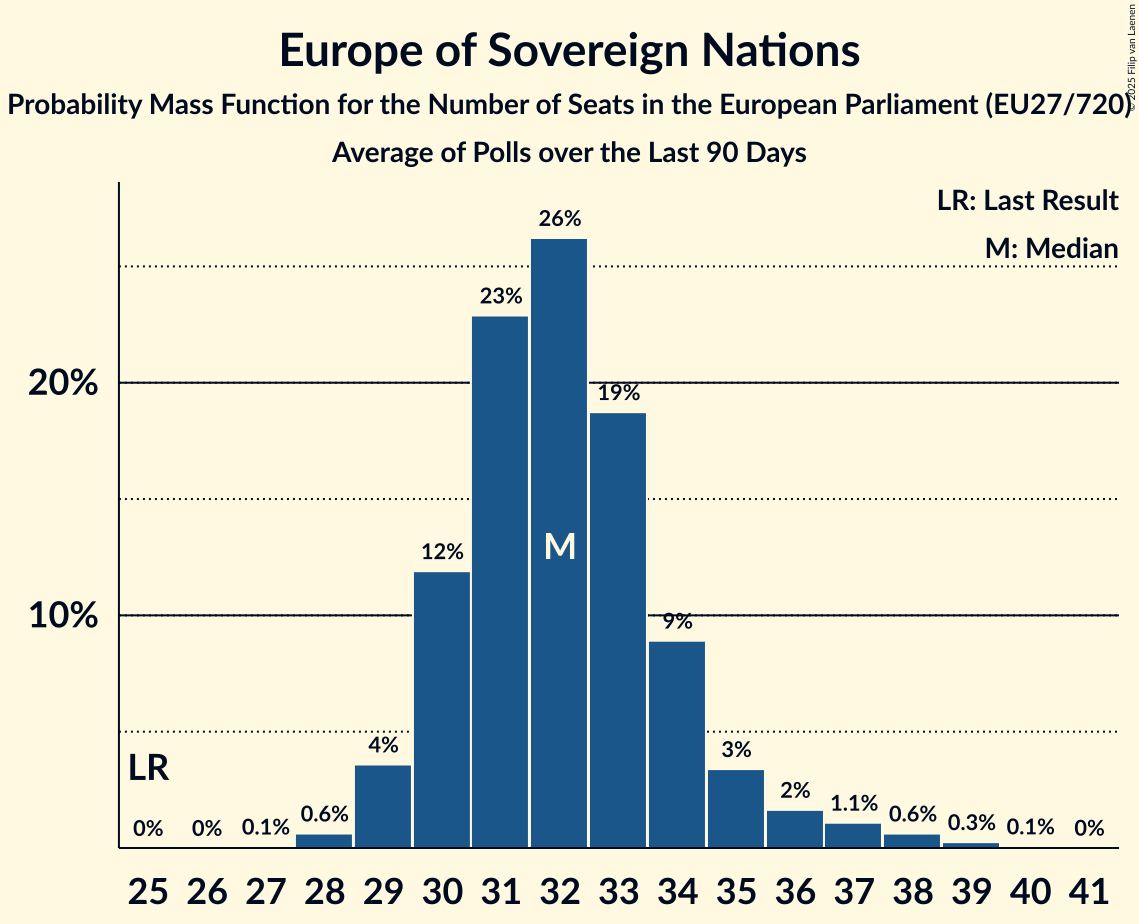 Europe of Sovereign Nations
Probability Mass Function for the Number of Seats in the European Parliament (EU27/720)
Average of Polls over the Last 90 Days
© 2025 Filip van Laenen
LR: Last Result
M: Median
26%
23%
20%
19%
12%
M
10%
9%
4%
3%
LR
2%
1.1%
0.6%
0.6%
0.3%
0% 0% 0.1% 0.1% 0%
25 26 27 28 29 30 31 32 33 34 35 36 37 38 39 40 41